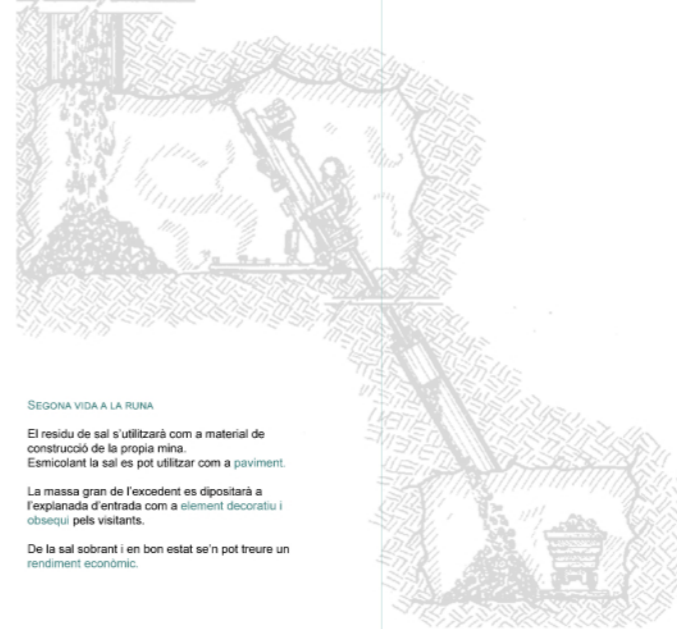 SEGONA VIDA A LA RUNA
El residu de sal s'utilitzarà com a material de
construcció de la propia mina.
Esmicolant la sal es pot utilitzar com a paviment.
La massa gran de l'excedent es dipositarà a
l'explanada d'entrada com a element decoratiu i
obsequi pels visitants.
De la sal sobrant i en bon estat se'n pot treure un
rendiment econòmic.